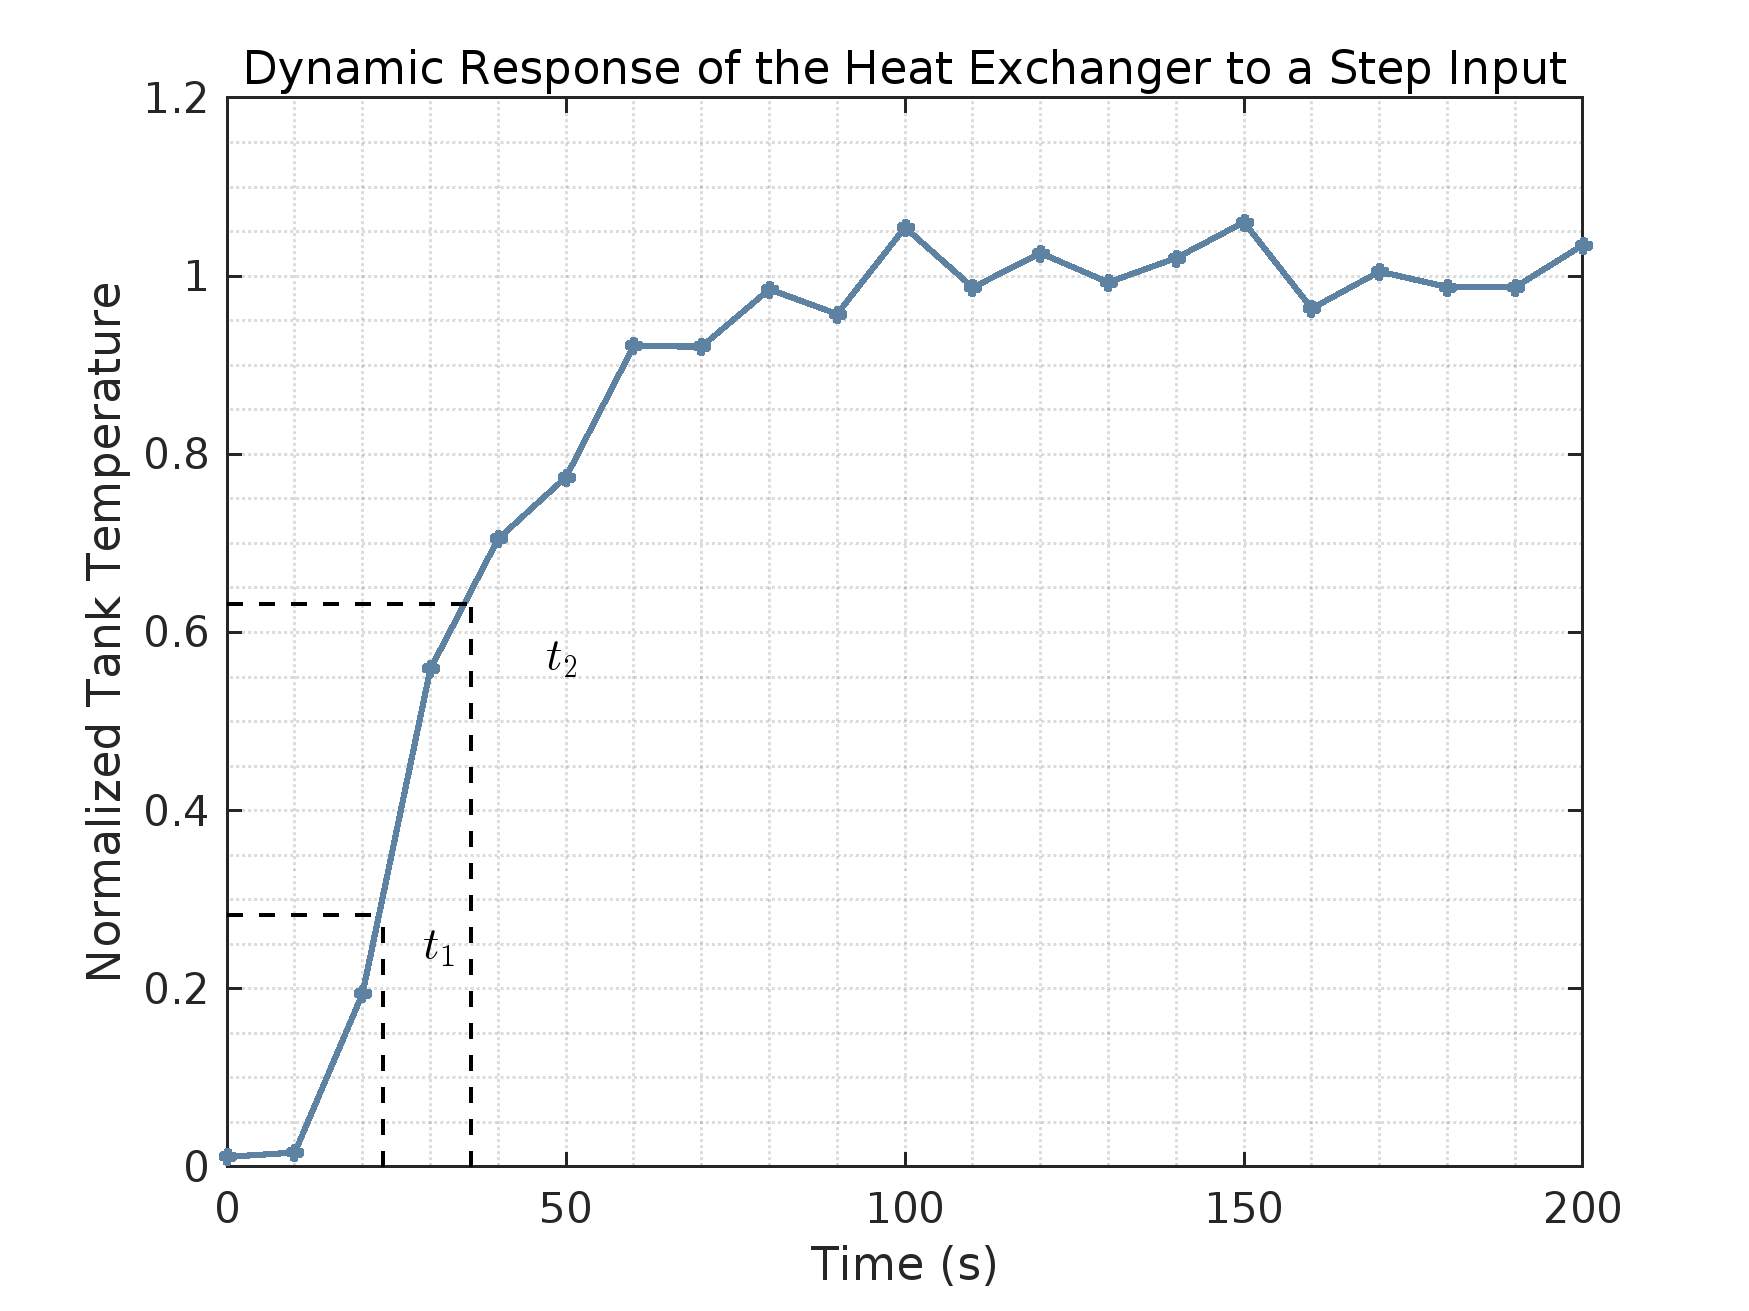 Dynamic Response of the Heat Exchanger to a Step Input
1.2
1
0.8
0.6
0.4
0.2
0
Normalized Tank Temperature
t2
t1
0 50 100 150 200
Time (s)